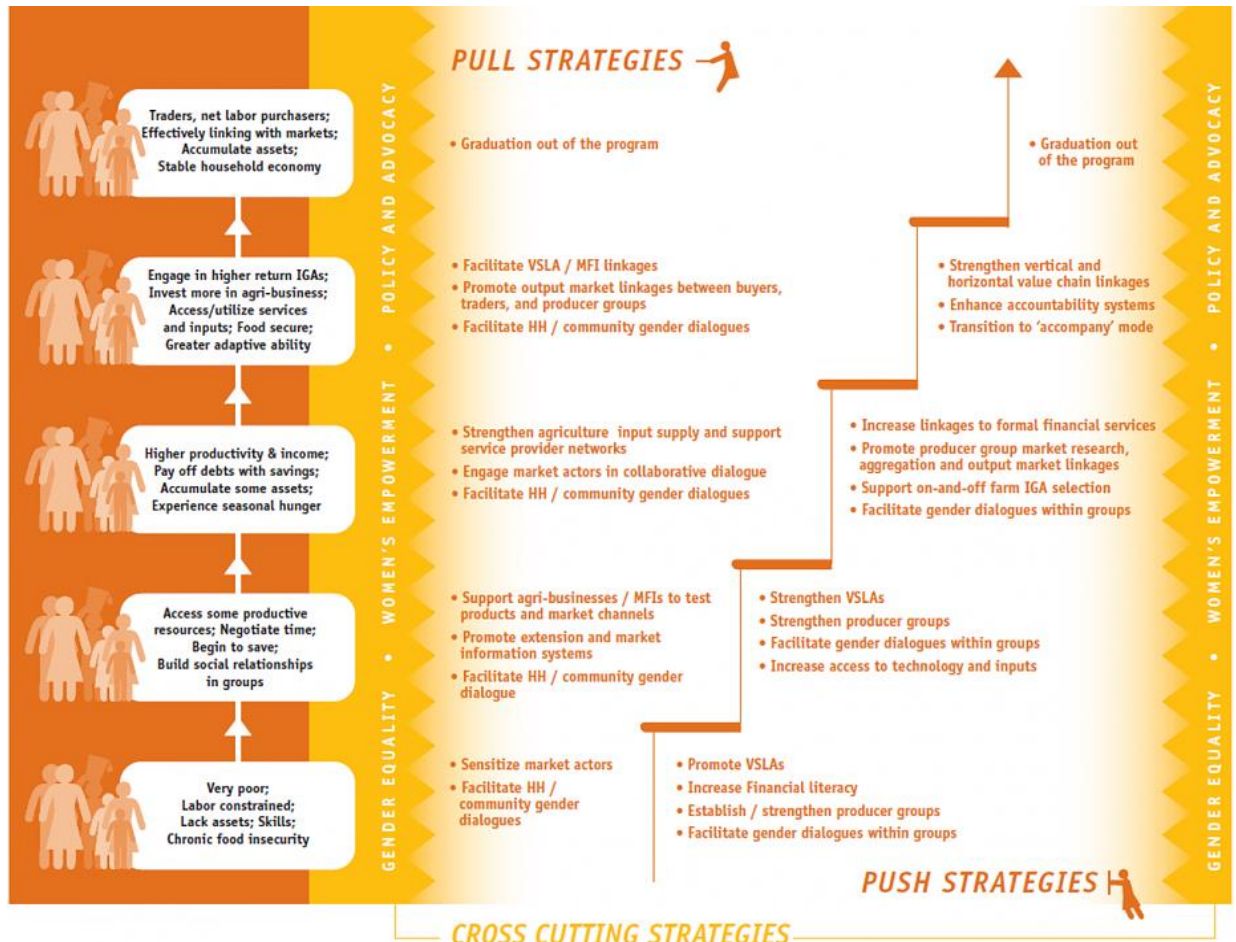 PULL STRATEGIES
Traders, net labor purchasers;
Effectively linking with markets;
Accumulate assets;
Stable household economy
• Graduation out of the program
• Graduation out
of the program
Engage in higher return IGAs;
Invest more in agri-business;
Access/utilize services
and inputs; Food secure;
Greater adaptive ability
• Facilitate VSLA / MFI linkages
• Promote output market linkages between buyers,
traders, and producer groups
• Facilitate HH / community gender dialogues
• Strengthen vertical and
horizontal value chain linkages
• Enhance accountability systems
• Transition to ‘accompany’ mode
Higher productivity & income;
Pay off debts with savings;
Accumulate some assets;
Experience seasonal hunger
• Strengthen agriculture input supply and support
service provider networks
• Engage market actors in collaborative dialogue
• Facilitate HH / community gender dialogues
• Increase linkages to formal financial services
• Promote producer group market research,
aggregation and output market linkages
• Support on-and-off farm IGA selection
• Facilitate gender dialogues within groups
Access some productive
resources; Negotiate time;
Begin to save;
Build social relationships
in groups
• Support agri-businesses / MFIs to test
products and market channels
• Promote extension and market
information systems
• Facilitate HH / community gender
dialogue
• Strengthen VSLAs
• Strengthen producer groups
• Facilitate gender dialogues within groups
• Increase access to technology and inputs
Very poor;
Labor constrained;
Lack assets; Skills;
Chronic food insecurity
• Sensitize market actors
• Facilitate HH /
community gender
dialogues
• Promote VSLAs
• Increase Financial literacy
• Establish / strengthen producer groups
• Facilitate gender dialogues within groups
PUSH STRATEGIES
GENDER EQUALITY • WOMEN'S EMPOWERMENT • POLICY AND ADVOCACY
GENDER EQUALITY • WOMEN'S EMPOWERMENT • POLICY AND ADVOCACY
CROSS CUTTING STRATEGIES